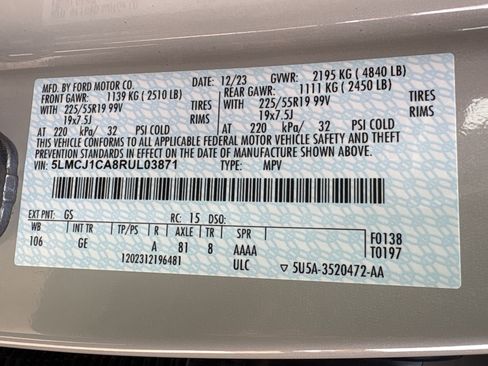 MFD. BY FORD MOTOR CO. 12/23 GVWR: 2195 KG ( 4840 LB)
FRONT GAWR: 1139 KG ( 2510 LB) REAR GAWR: 1111 KG ( 2450 LB)
WITH 225/55R19 99V TIRES WITH 225/55R19 99V TIRES
19x7.5J RIMS 19x7.5J RIMS
AT 220 kPa/ 32 PSI COLD AT 220 kPa/ 32 PSI COLD
THIS VEHICLE CONFORMS TO ALL APPLICABLE FEDERAL MOTOR VEHICLE SAFETY AND THEFT
PREVENTION STANDARDS IN EFFECT ON THE DATE OF MANUFACTURE SHOWN ABOVE.
VIN: 5LMCJ1CA8RUL03871 TYPE: MPV
EXT PNT: GS RC: 15 DSO:
WB INT TR TP/PS R AXLE TR SPR F0138
106 GE A 81 8 AAAA T0197
1202312196481 ULC ▽ 5U5A-3520472-AA